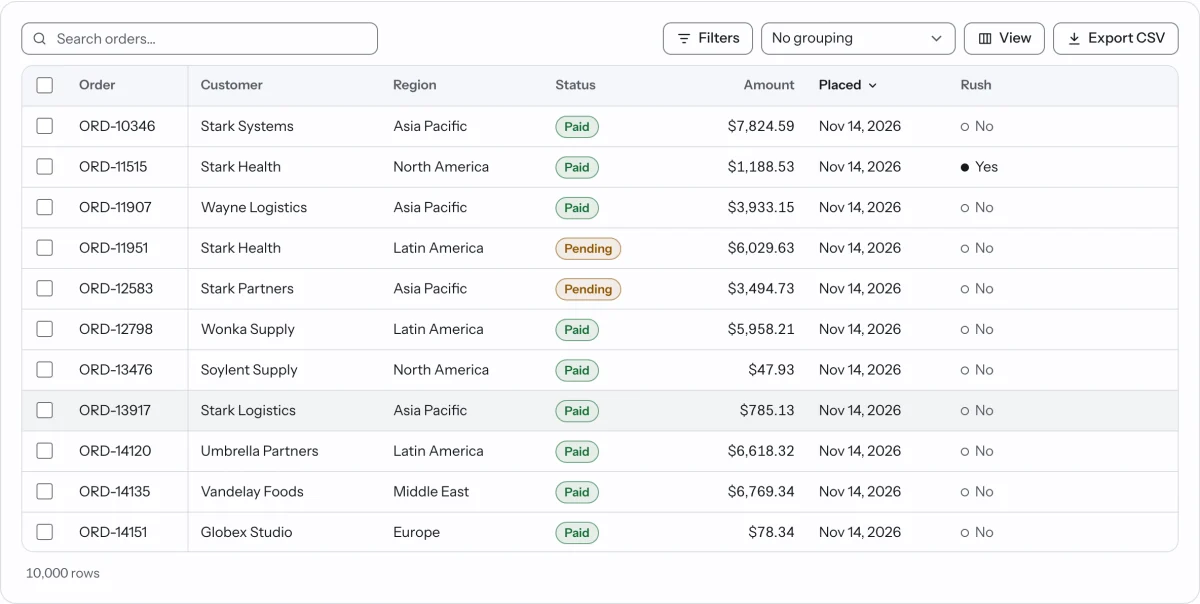 Search orders... Filters No grouping View Export CSV
Order Customer Region Status Amount Placed Rush
ORD-10346 Stark Systems Asia Pacific Paid $7,824.59 Nov 14, 2026 No
ORD-11515 Stark Health North America Paid $1,188.53 Nov 14, 2026 Yes
ORD-11907 Wayne Logistics Asia Pacific Paid $3,933.15 Nov 14, 2026 No
ORD-11951 Stark Health Latin America Pending $6,029.63 Nov 14, 2026 No
ORD-12583 Stark Partners Asia Pacific Pending $3,494.73 Nov 14, 2026 No
ORD-12798 Wonka Supply Latin America Paid $5,958.21 Nov 14, 2026 No
ORD-13476 Soylent Supply North America Paid $47.93 Nov 14, 2026 No
ORD-13917 Stark Logistics Asia Pacific Paid $785.13 Nov 14, 2026 No
ORD-14120 Umbrella Partners Latin America Paid $6,618.32 Nov 14, 2026 No
ORD-14135 Vandelay Foods Middle East Paid $6,769.34 Nov 14, 2026 No
ORD-14151 Globex Studio Europe Paid $78.34 Nov 14, 2026 No
10,000 rows